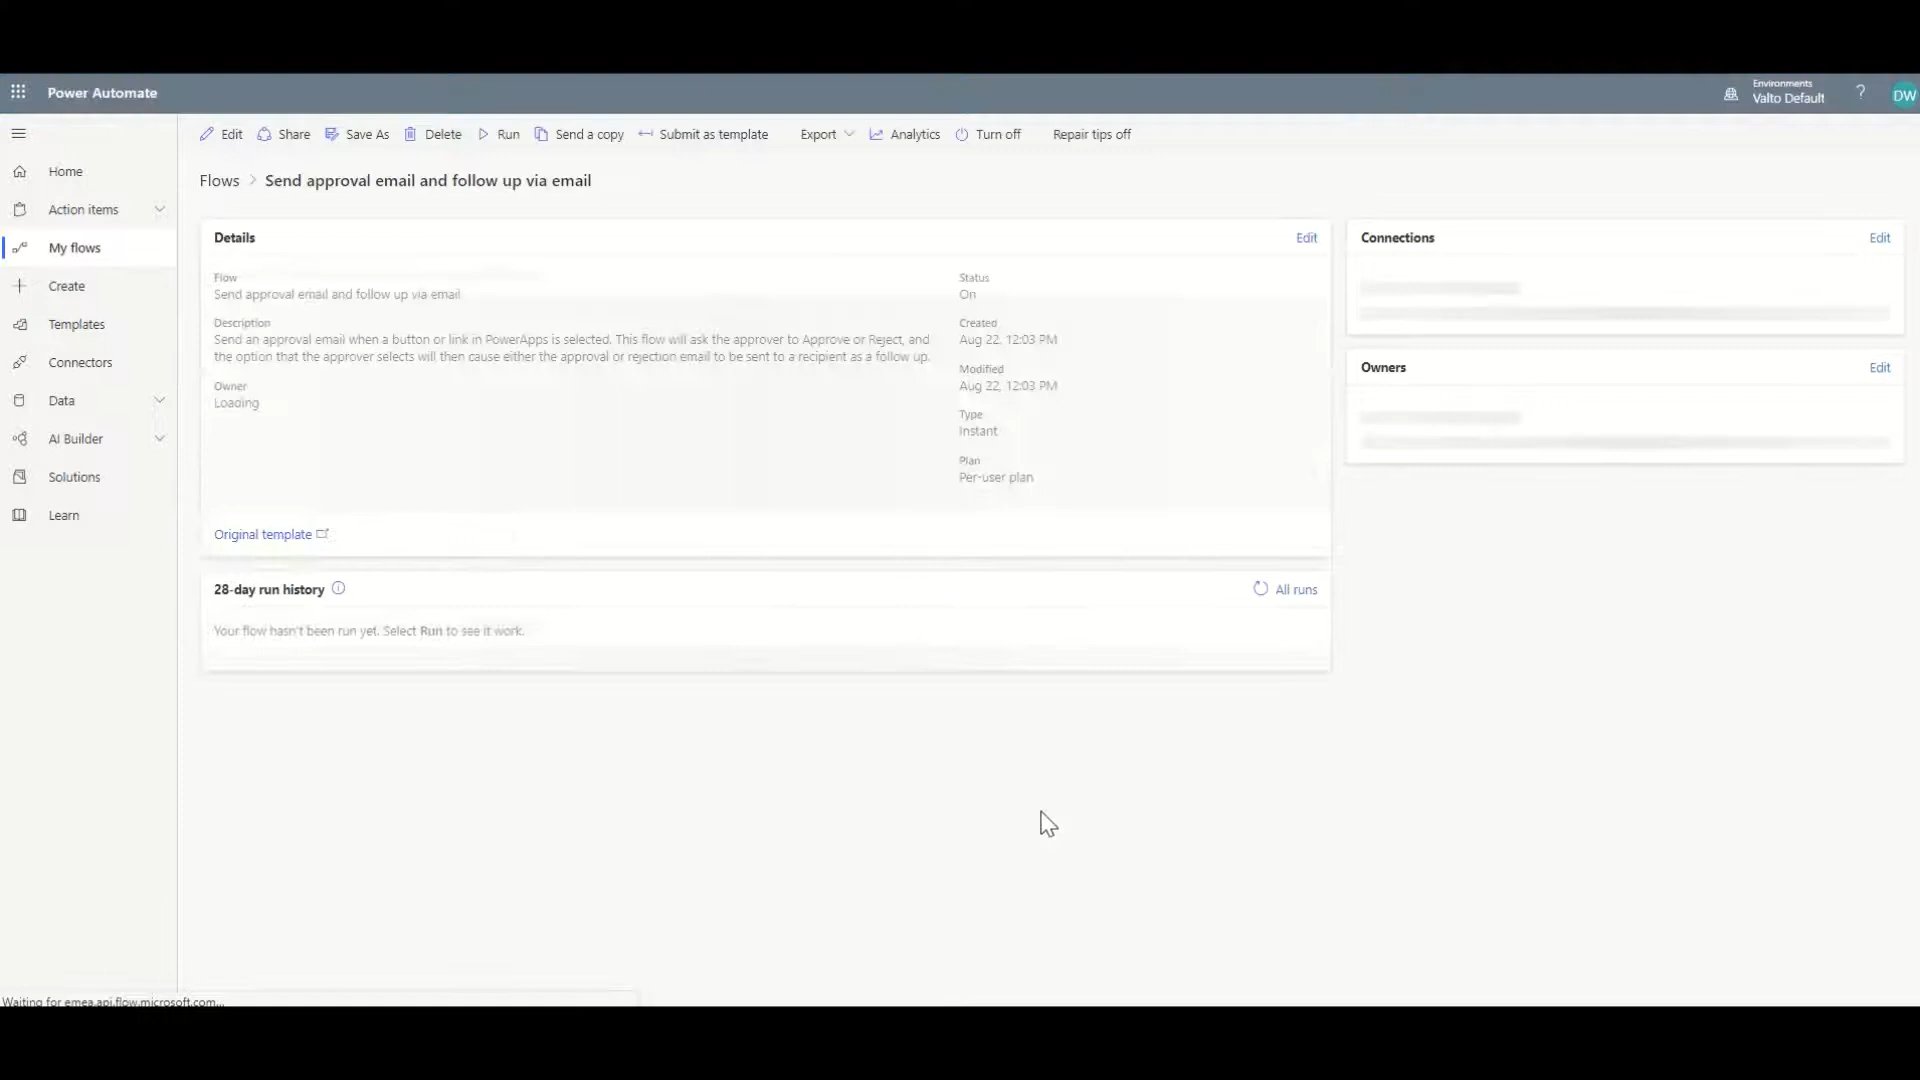 Power Automate
Environments
Valto Default
?
DW
Edit
Share
Save As
Delete
Run
Send a copy
Submit as template
Export
Analytics
Turn off
Repair tips off
Home
Action items
My flows
Create
Templates
Connectors
Data
AI Builder
Solutions
Learn
Flows > Send approval email and follow up via email
Details
Edit
Flow
Send approval email and follow up via email
Description
Send an approval email when a button or link in PowerApps is selected. This flow will ask the approver to Approve or Reject, and
the option that the approver selects will then cause either the approval or rejection email to be sent to a recipient as a follow up.
Owner
Loading
Status
On
Created
Aug 22, 12:03 PM
Modified
Aug 22, 12:03 PM
Type
Instant
Plan
Per-user plan
Original template
Connections
Edit
Owners
Edit
28-day run history
All runs
Your flow hasn't been run yet. Select Run to see it work.
Waiting for emea.api.flow.microsoft.com...